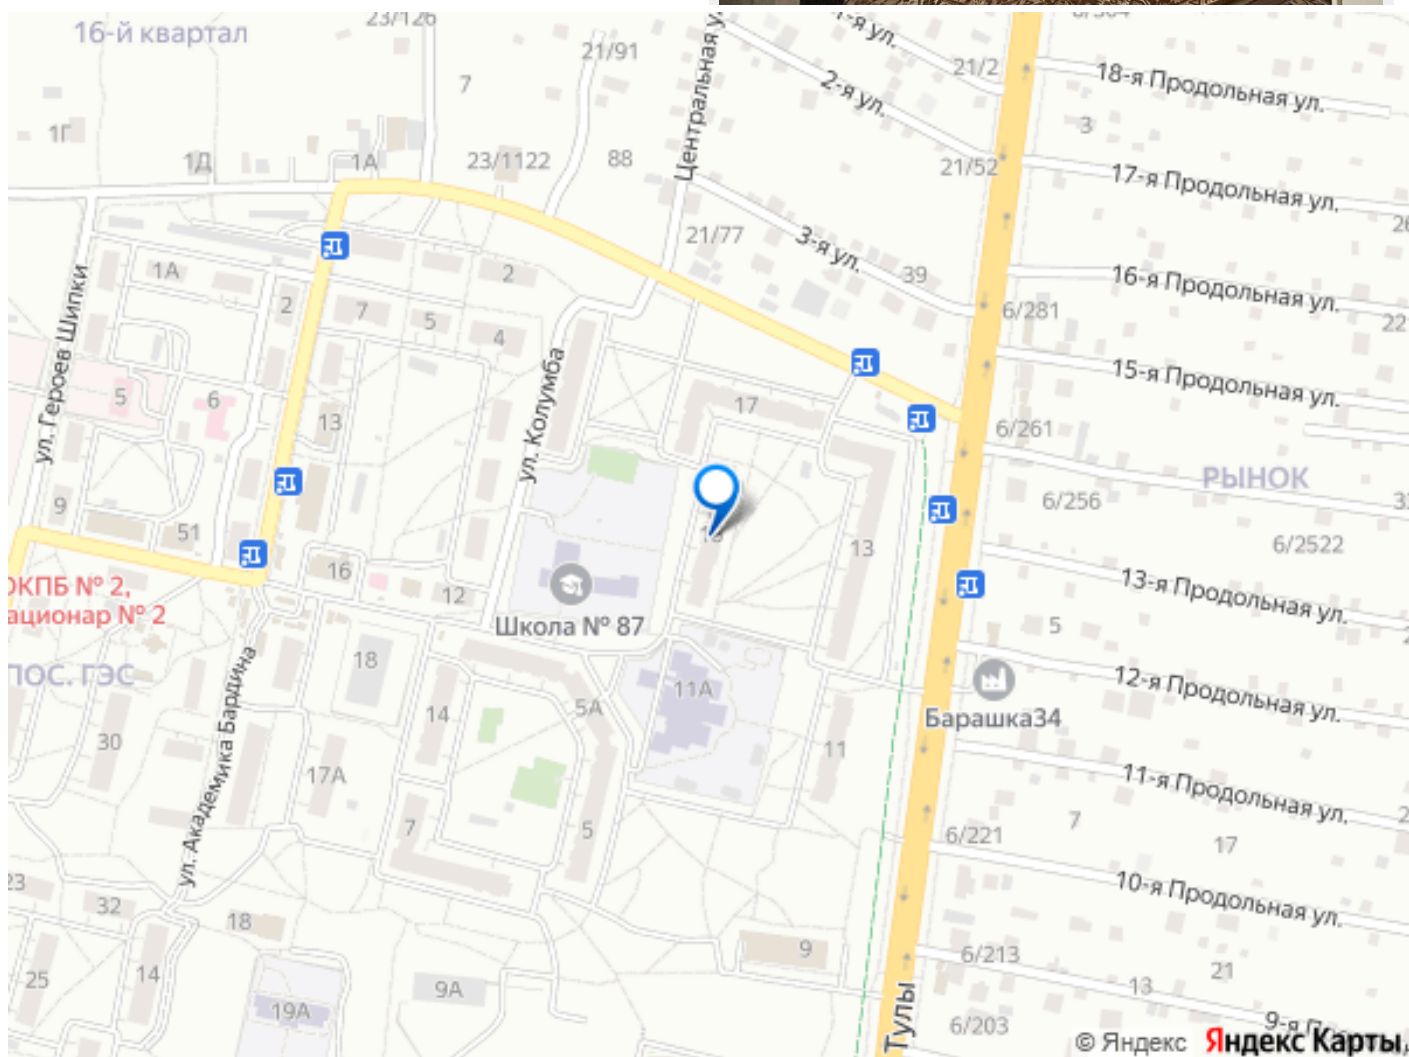 23/126
16-й квартал
21/91
Центральная у
1-я ул.
2-я ул.
21/2
18-я Продольная ул.
7
3
1Г
1Д
1А
23/1122
88
21/52
17-я Продольная ул.
26
21/77
3-я ул.
39
16-я Продольная ул.
1А
2
2
7
5
4
6/281
22
ул. Героев Шипки
ул. Колумба
15-я Продольная ул.
5
6
13
17
6/261
РЫНОК
6/256
9
51
13
6/2522
16
12
13-я Продольная ул.
ОКПБ № 2,
ационар № 2
Школа № 87
5
ПОС. ГЭС
18
11А
12-я Продольная ул.
Барашка34
14
5А
30
17А
11
ул. Академика Бардина
11-я Продольная ул.
7
5
6/221
7
17
23
32
18
10-я Продольная ул.
25
14
9
6/213
21
9А
13
19А
Тулы
6/203
9-я П
© Яндекс
Яндекс Карты